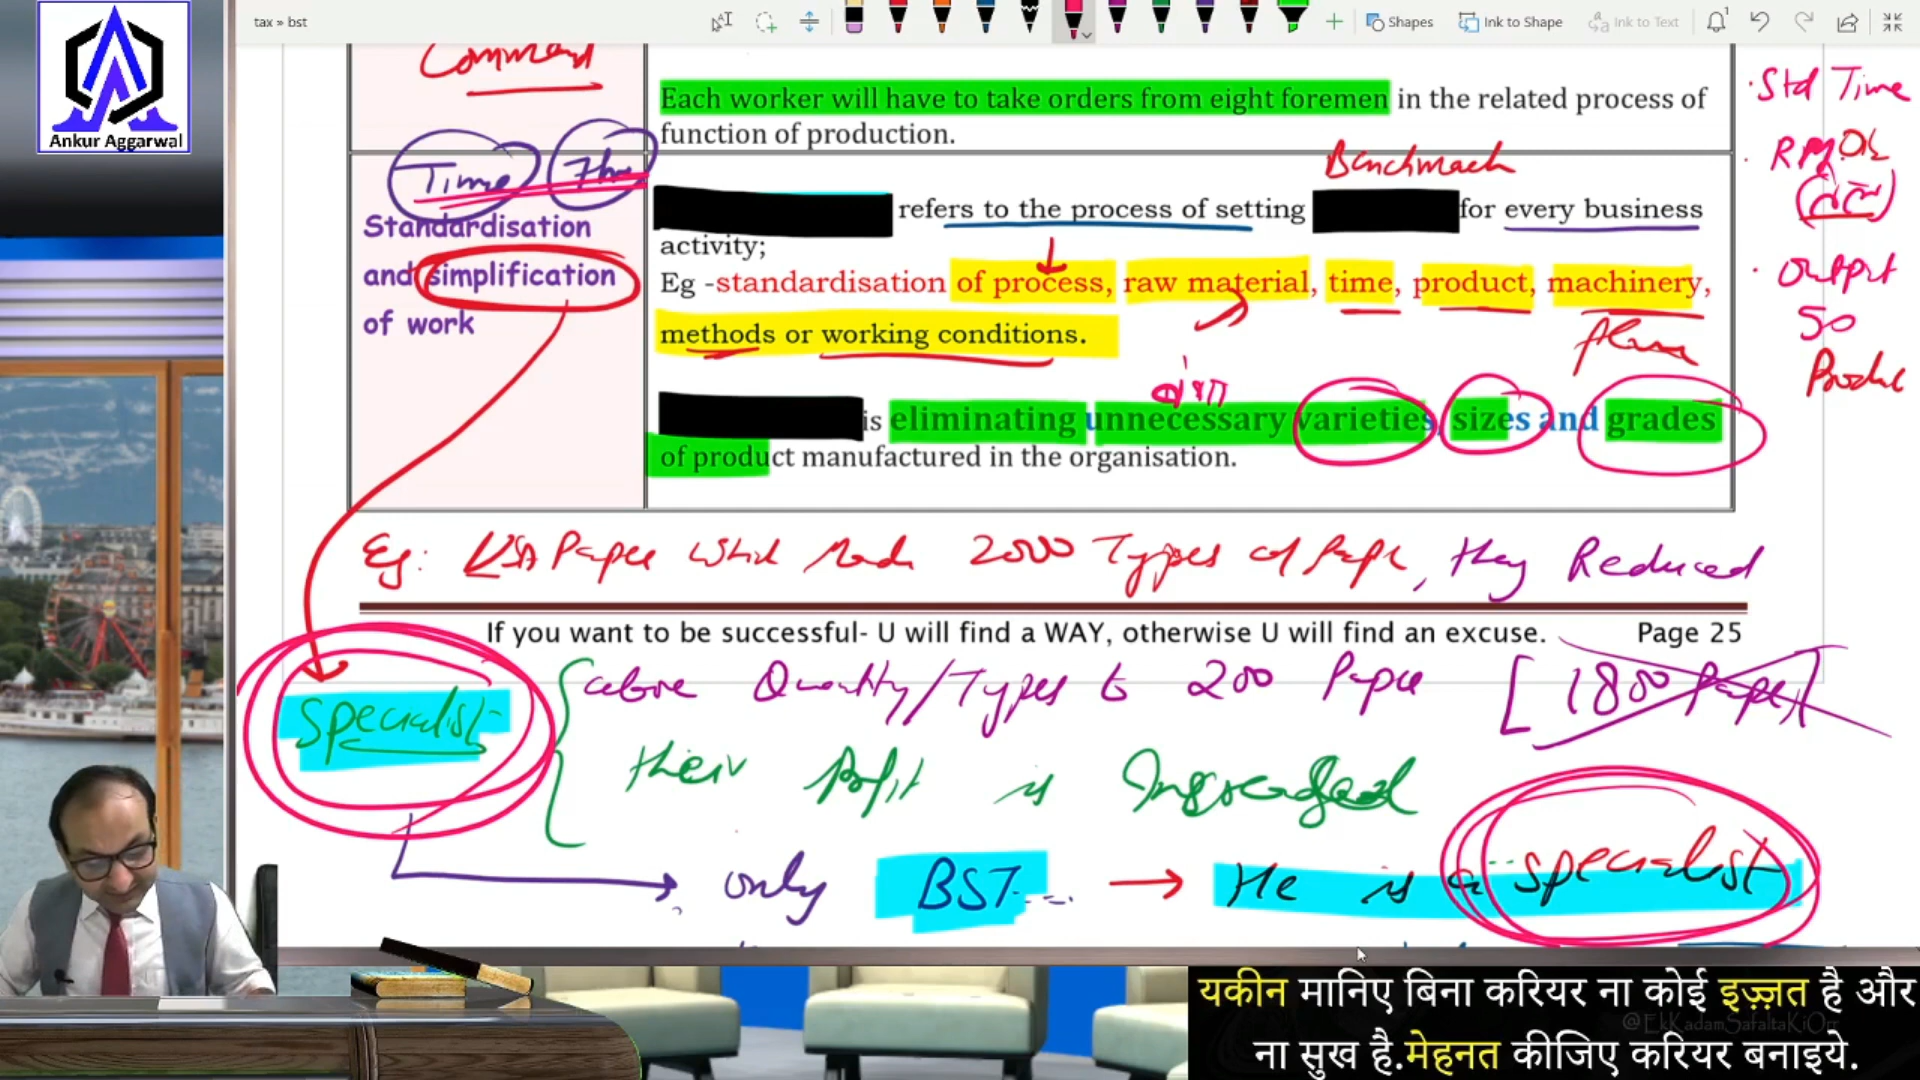 tax » bst
Shapes
Ink to Shape
Ink to Text
Ankur Aggarwal
Command
Each worker will have to take orders from eight foremen in the related process of
function of production.
Time
Standardisation
and simplification
of work
Benchmark
refers to the process of setting for every business
activity;
Eg -standardisation of process, raw material, time, product, machinery,
methods or working conditions.
is eliminating unnecessary varieties, sizes and grades
of product manufactured in the organisation.
Std Time
RM
Output
50
Eg: USA Paper which made 2000 Types of Pape, they Reduced
If you want to be successful- U will find a WAY, otherwise U will find an excuse. Page 25
above Quantity/Types to 200 Paper [1800 Paper]
Specialist
their Profit is Increased
only BST → He is a specialist
यकीन मानिए बिना करियर ना कोई इज़्ज़त है और
@EkKadamSafaltaKiOrr
ना सुख है.मेहनत कीजिए करियर बनाइये.